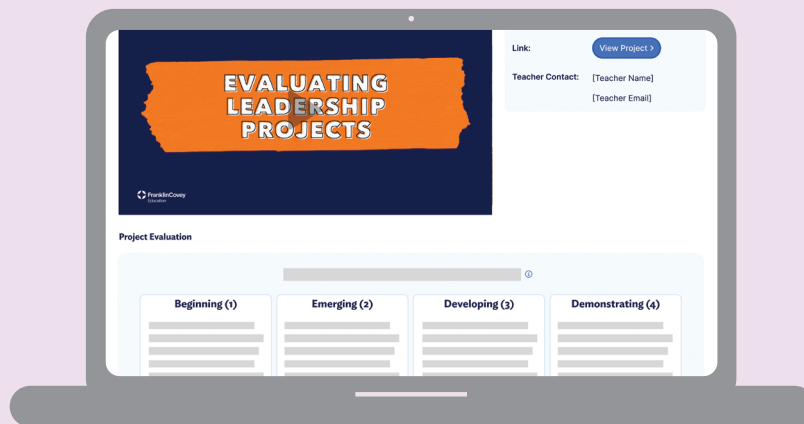 EVALUATING
LEADERSHIP
PROJECTS
FranklinCovey
Education
Link:
View Project >
Teacher Contact:
[Teacher Name]
[Teacher Email]
Project Evaluation
Beginning (1)
Emerging (2)
Developing (3)
Demonstrating (4)